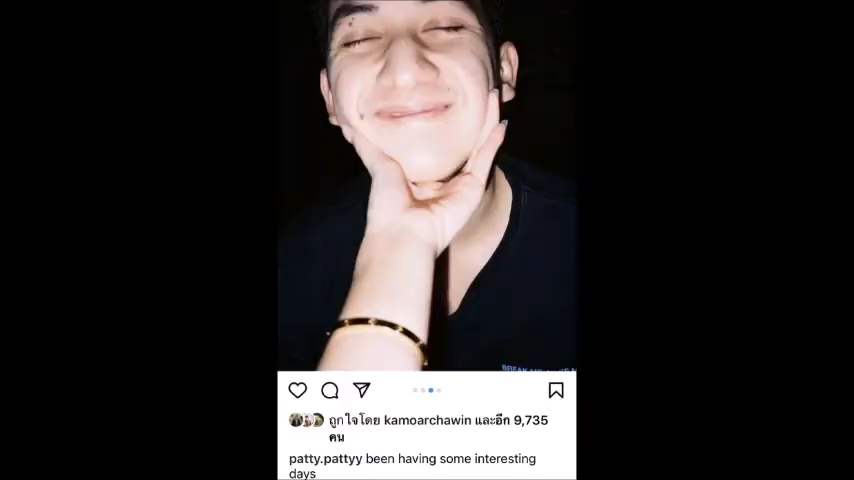 ถูกใจโดย kamoarchawin และอีก 9,735
คน
patty.pattyy been having some interesting
days